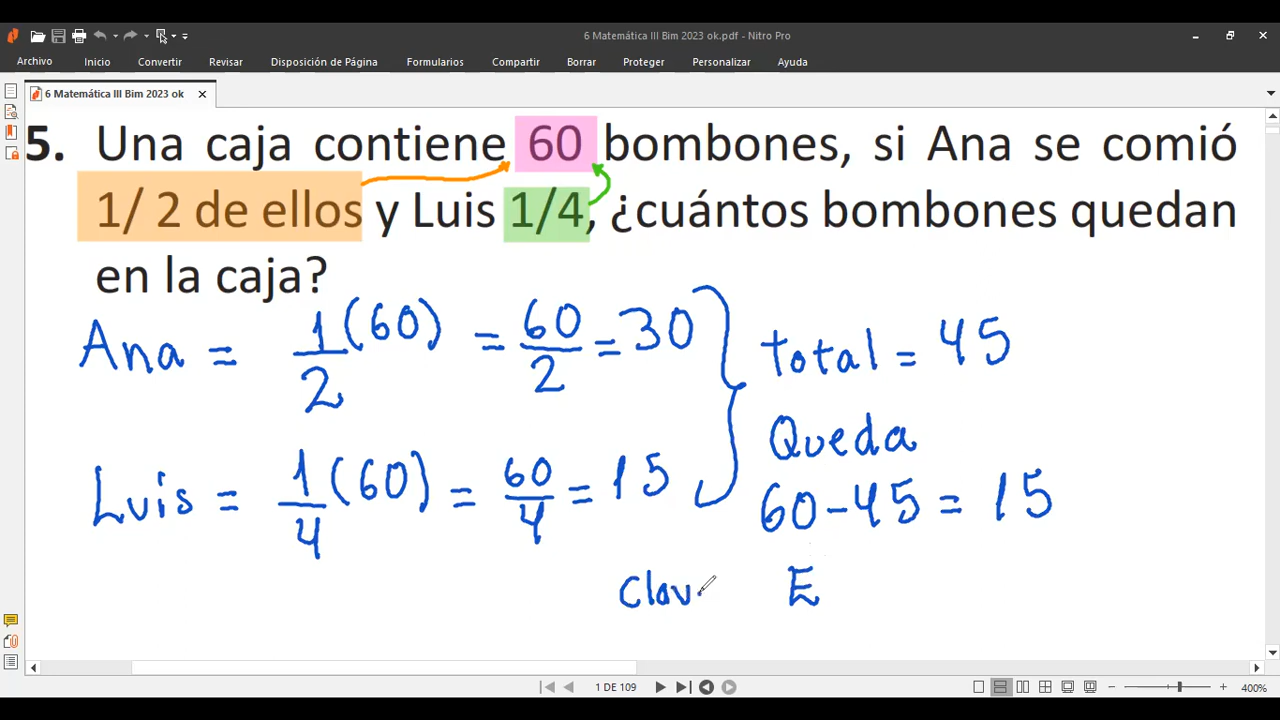 6 Matemática III Bim 2023 ok.pdf - Nitro Pro
Archivo Inicio Convertir Revisar Disposición de Página Formularios Compartir Borrar Proteger Personalizar Ayuda
6 Matemática III Bim 2023 ok
5. Una caja contiene 60 bombones, si Ana se comió
1/ 2 de ellos y Luis 1/4, ¿cuántos bombones quedan
en la caja?
Ana = 1/2 (60) = 60/2 = 30
total = 45
Queda
Luis = 1/4 (60) = 60/4 = 15
60 - 45 = 15
Clav E
1 DE 109
400%